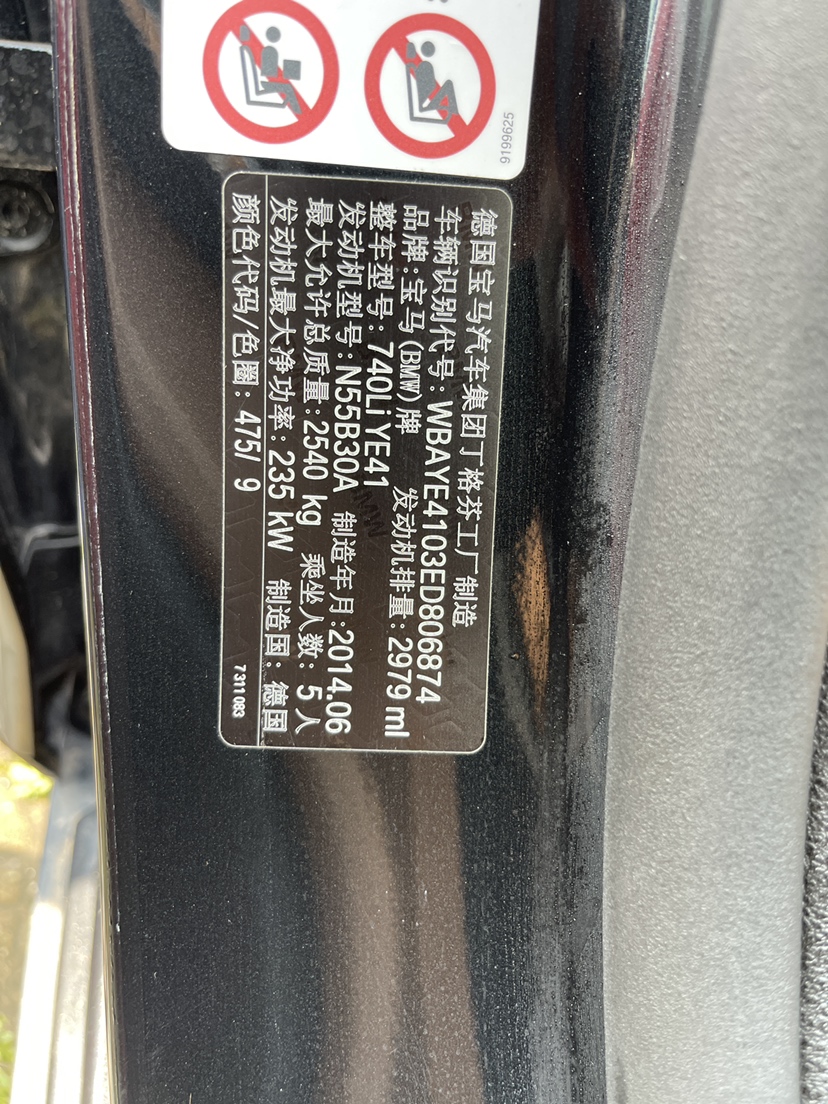 9199625
德国宝马汽车集团丁格芬工厂制造
车辆识别代号: WBAYE4103ED806874
品牌:宝马(BMW)牌 发动机排量: 2979 ml
整车型号: 740Li YE41
发动机型号: N55B30A 制造年月:2014.06
最大允许总质量:2540 kg 乘坐人数: 5人
发动机最大净功率: 235 kW 制造国: 德国
颜色代码/色圈: 475/ 9
7311 083